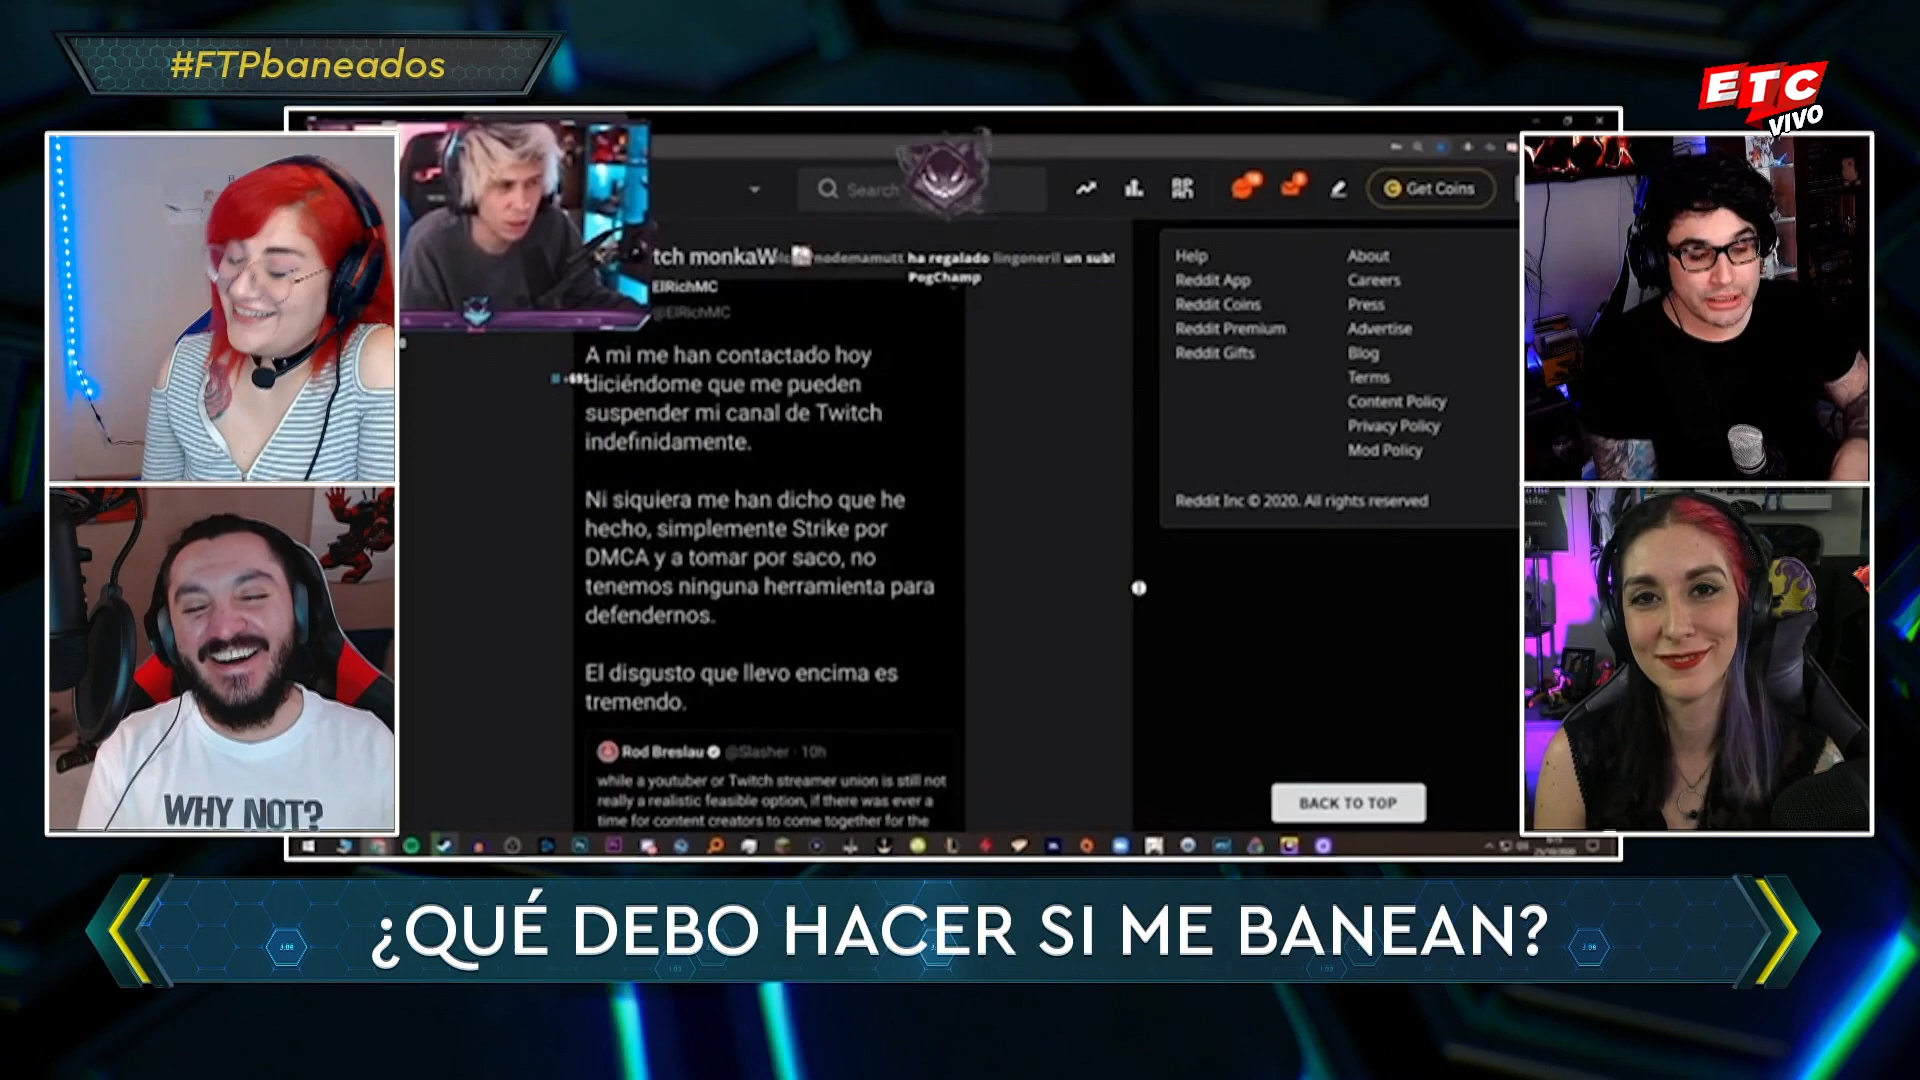 #FTPbaneados
ETC
VIVO
Search
Get Coins
tch monkaW
nodemamutt ha regalado lingoneril un sub!
PogChamp
ElRichMC
@ElRichMC
A mi me han contactado hoy
diciéndome que me pueden
suspender mi canal de Twitch
indefinidamente.
Ni siquiera me han dicho que he
hecho, simplemente Strike por
DMCA y a tomar por saco, no
tenemos ninguna herramienta para
defendernos.
El disgusto que llevo encima es
tremendo.
Rod Breslau @Slasher · 10h
while a youtuber or Twitch streamer union is still not
really a realistic feasible option, if there was ever a
time for content creators to come together for the
Help
Reddit App
Reddit Coins
Reddit Premium
Reddit Gifts
About
Careers
Press
Advertise
Blog
Terms
Content Policy
Privacy Policy
Mod Policy
Reddit Inc © 2020. All rights reserved
BACK TO TOP
WHY NOT?
¿QUÉ DEBO HACER SI ME BANEAN?